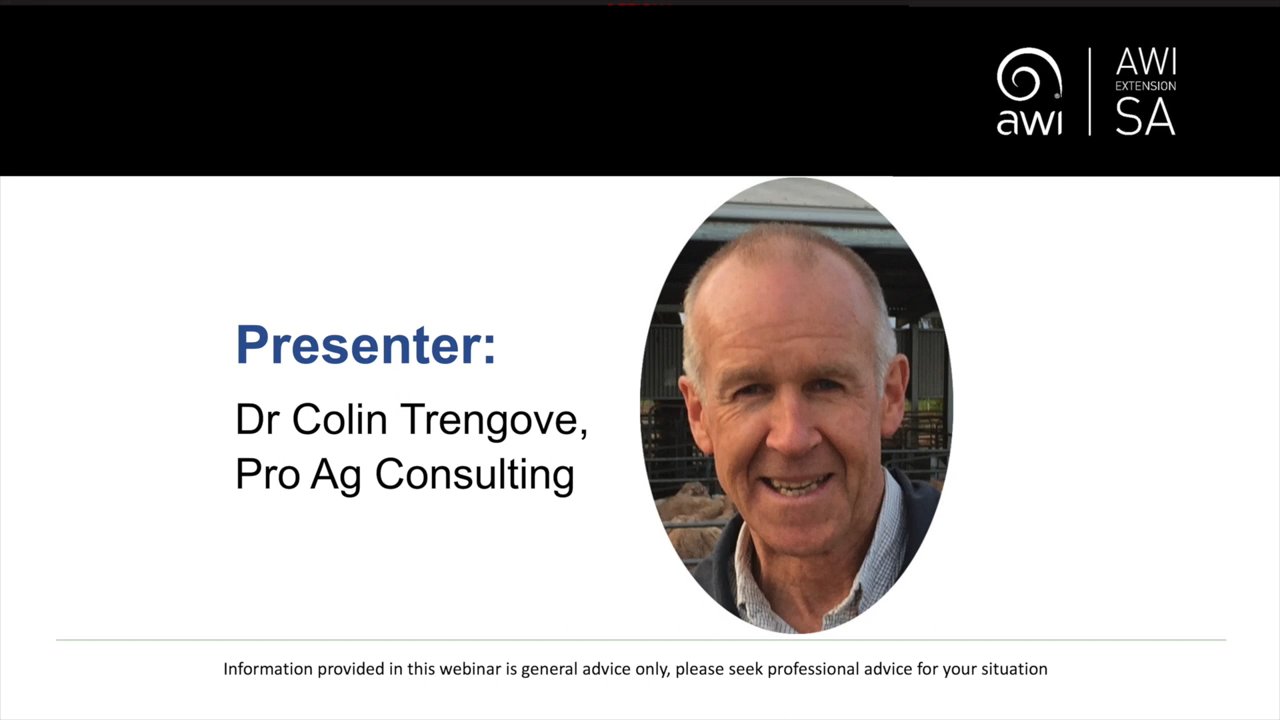 awi
AWI
EXTENSION
SA
Presenter:
Dr Colin Trengove,
Pro Ag Consulting
Information provided in this webinar is general advice only, please seek professional advice for your situation